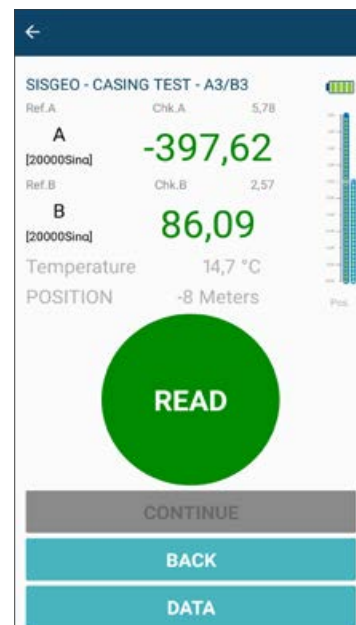 SISGEO - CASING TEST - A3/B3
Ref.A Chk.A 5,78
A -397,62
[20000Sinα]
Ref.B Chk.B 2,57
B 86,09
[20000Sinα]
Temperature 14,7 °C
POSITION -8 Meters
Pos.
READ
CONTINUE
BACK
DATA